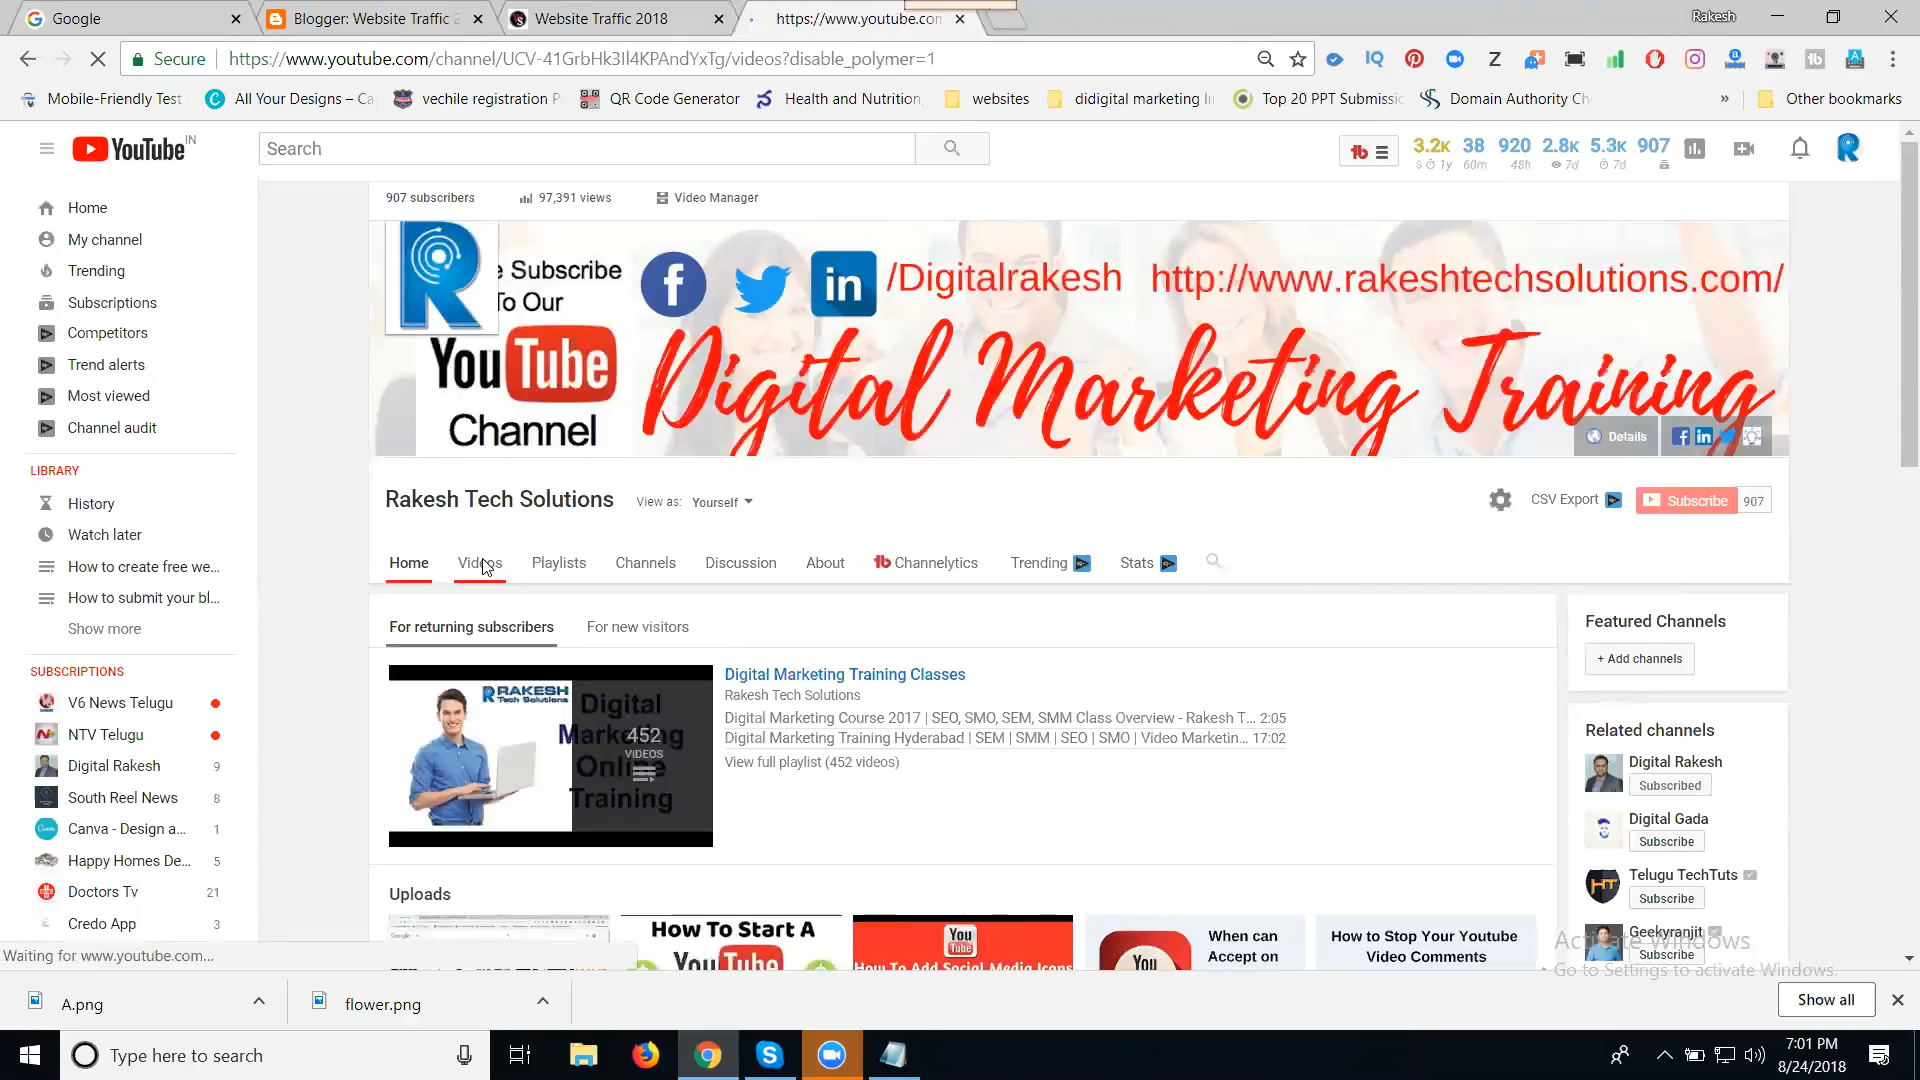 Google
Blogger: Website Traffic 2
Website Traffic 2018
https://www.youtube.com
Rakesh
Secure
https://www.youtube.com/channel/UCV-41GrbHk3Il4KPAndYxTg/videos?disable_polymer=1
Mobile-Friendly Test
All Your Designs – Ca
vechile registration P
QR Code Generator
Health and Nutrition
websites
didigital marketing li
Top 20 PPT Submissic
Domain Authority Ch
»
Other bookmarks
YouTube IN
Search
3.2K 38 920 2.8K 5.3K 907
1y 60m 48h 7d 7d
Home
My channel
Trending
Subscriptions
Competitors
Trend alerts
Most viewed
Channel audit
LIBRARY
History
Watch later
How to create free we...
How to submit your bl...
Show more
SUBSCRIPTIONS
V6 News Telugu
NTV Telugu
Digital Rakesh 9
South Reel News 8
Canva - Design a... 1
Happy Homes De... 5
Doctors Tv 21
Credo App 3
907 subscribers
97,391 views
Video Manager
e Subscribe
To Our
YouTube
Channel
/Digitalrakesh
http://www.rakeshtechsolutions.com/
Digital Marketing Training
Details
Rakesh Tech Solutions
View as: Yourself
CSV Export
Subscribe 907
Home
Videos
Playlists
Channels
Discussion
About
Channelytics
Trending
Stats
For returning subscribers
For new visitors
RAKESH
Tech Solutions
Digital
Marketing
Online
Training
452
VIDEOS
Digital Marketing Training Classes
Rakesh Tech Solutions
Digital Marketing Course 2017 | SEO, SMO, SEM, SMM Class Overview - Rakesh T... 2:05
Digital Marketing Training Hyderabad | SEM | SMM | SEO | SMO | Video Marketin... 17:02
View full playlist (452 videos)
Uploads
How To Start A
YouTube
You
How To Add Social Media Icons
You
When can
Accept on
How to Stop Your Youtube
Video Comments
Featured Channels
+ Add channels
Related channels
Digital Rakesh
Subscribed
Digital Gada
Subscribe
Telugu TechTuts
Subscribe
Geekyranjit
Subscribe
Activate Windows
Go to Settings to activate Windows.
Waiting for www.youtube.com...
A.png
flower.png
Show all
Type here to search
7:01 PM
8/24/2018